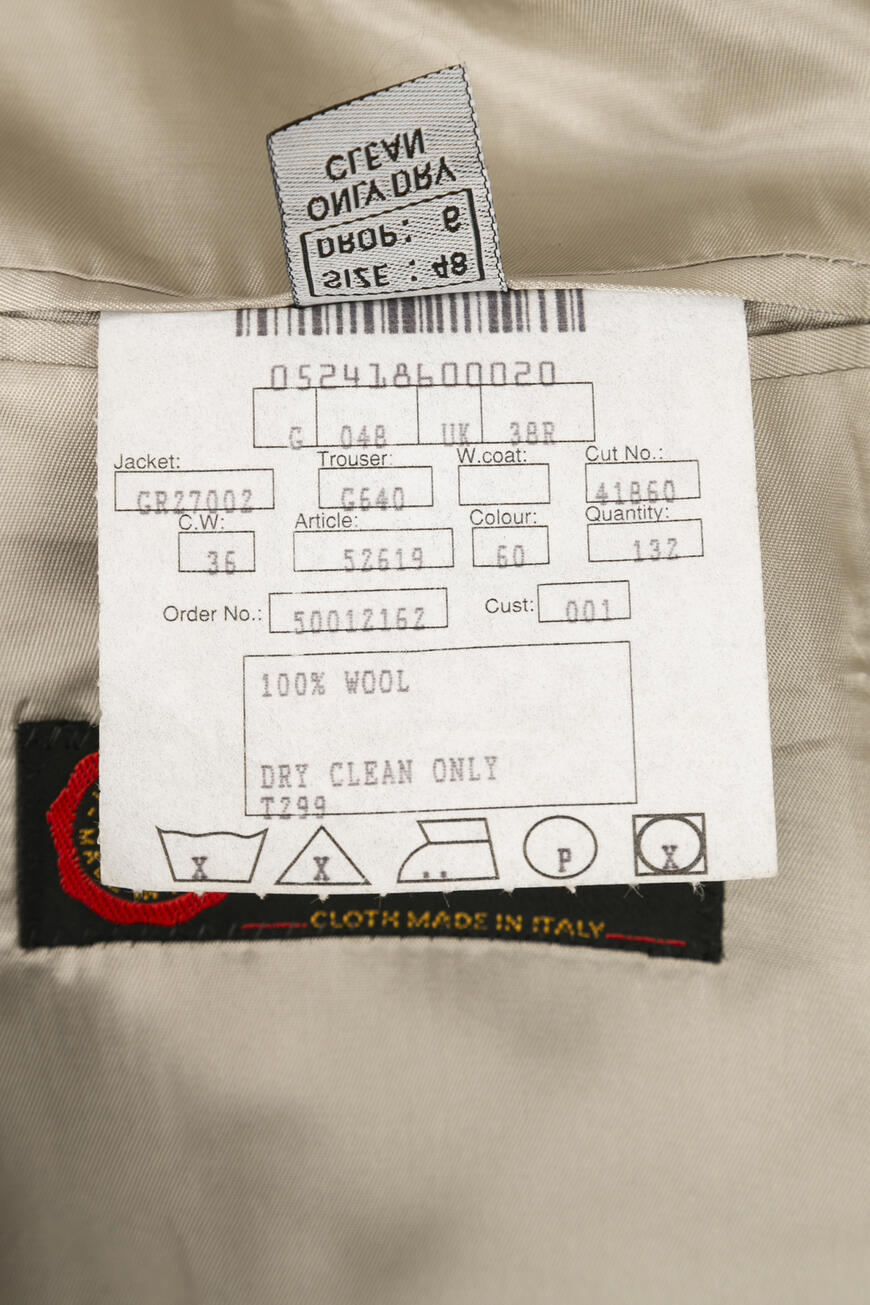 CLEAN
ONLY DRY
DROP: 6
SIZE : 48
052418600020
G 048 UK 38R
Jacket: Trouser: W.coat: Cut No.:
GR27002 G640 41860
C.W: Article: Colour: Quantity:
36 52619 60 132
Order No.: 50012162 Cust: 001
100% WOOL
DRY CLEAN ONLY
T299
X X P X
CLOTH MADE IN ITALY